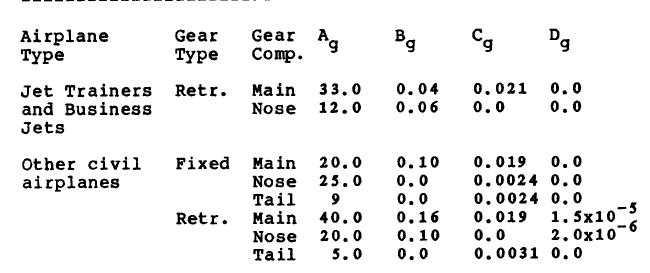 Airplane Gear Gear A_g B_g C_g D_g
Type Type Comp.
Jet Trainers Retr. Main 33.0 0.04 0.021 0.0
and Business Nose 12.0 0.06 0.0 0.0
Jets
Other civil Fixed Main 20.0 0.10 0.019 0.0
airplanes Nose 25.0 0.0 0.0024 0.0
Tail 9 0.0 0.0024 0.0
Retr. Main 40.0 0.16 0.019 1.5x10^-5
Nose 20.0 0.10 0.0 2.0x10^-6
Tail 5.0 0.0 0.0031 0.0